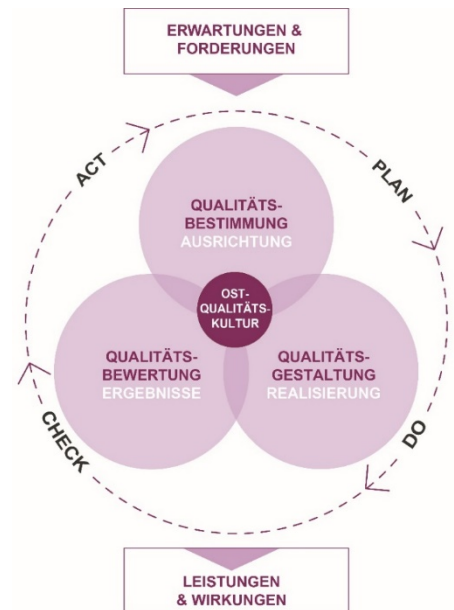 ERWARTUNGEN &
FORDERUNGEN
ACT
PLAN
QUALITÄTS-
BESTIMMUNG
AUSRICHTUNG
OST-
QUALITÄTS-
KULTUR
QUALITÄTS-
BEWERTUNG
ERGEBNISSE
QUALITÄTS-
GESTALTUNG
REALISIERUNG
CHECK
DO
LEISTUNGEN
& WIRKUNGEN